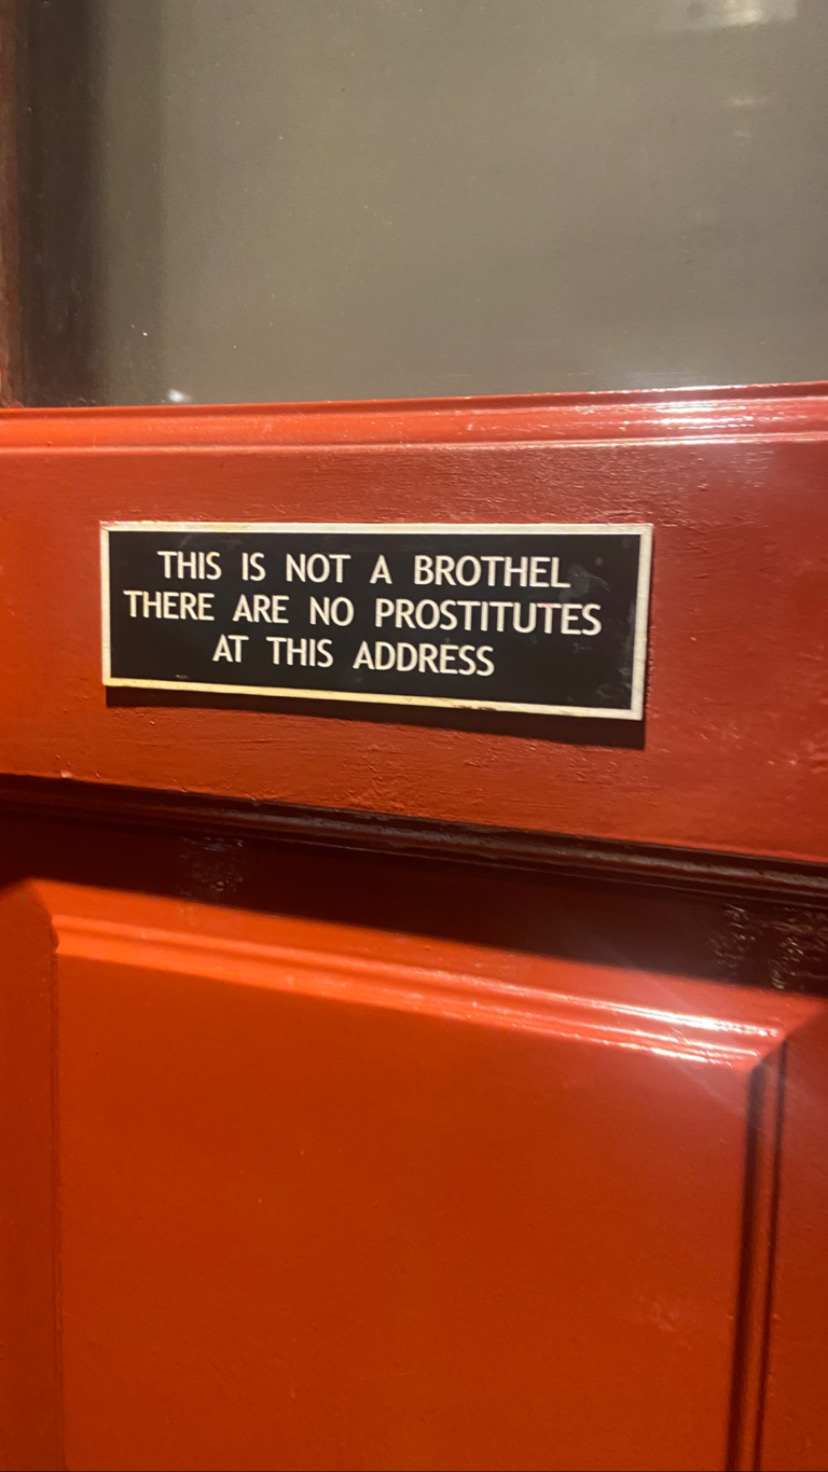 THIS IS NOT A BROTHEL
THERE ARE NO PROSTITUTES
AT THIS ADDRESS